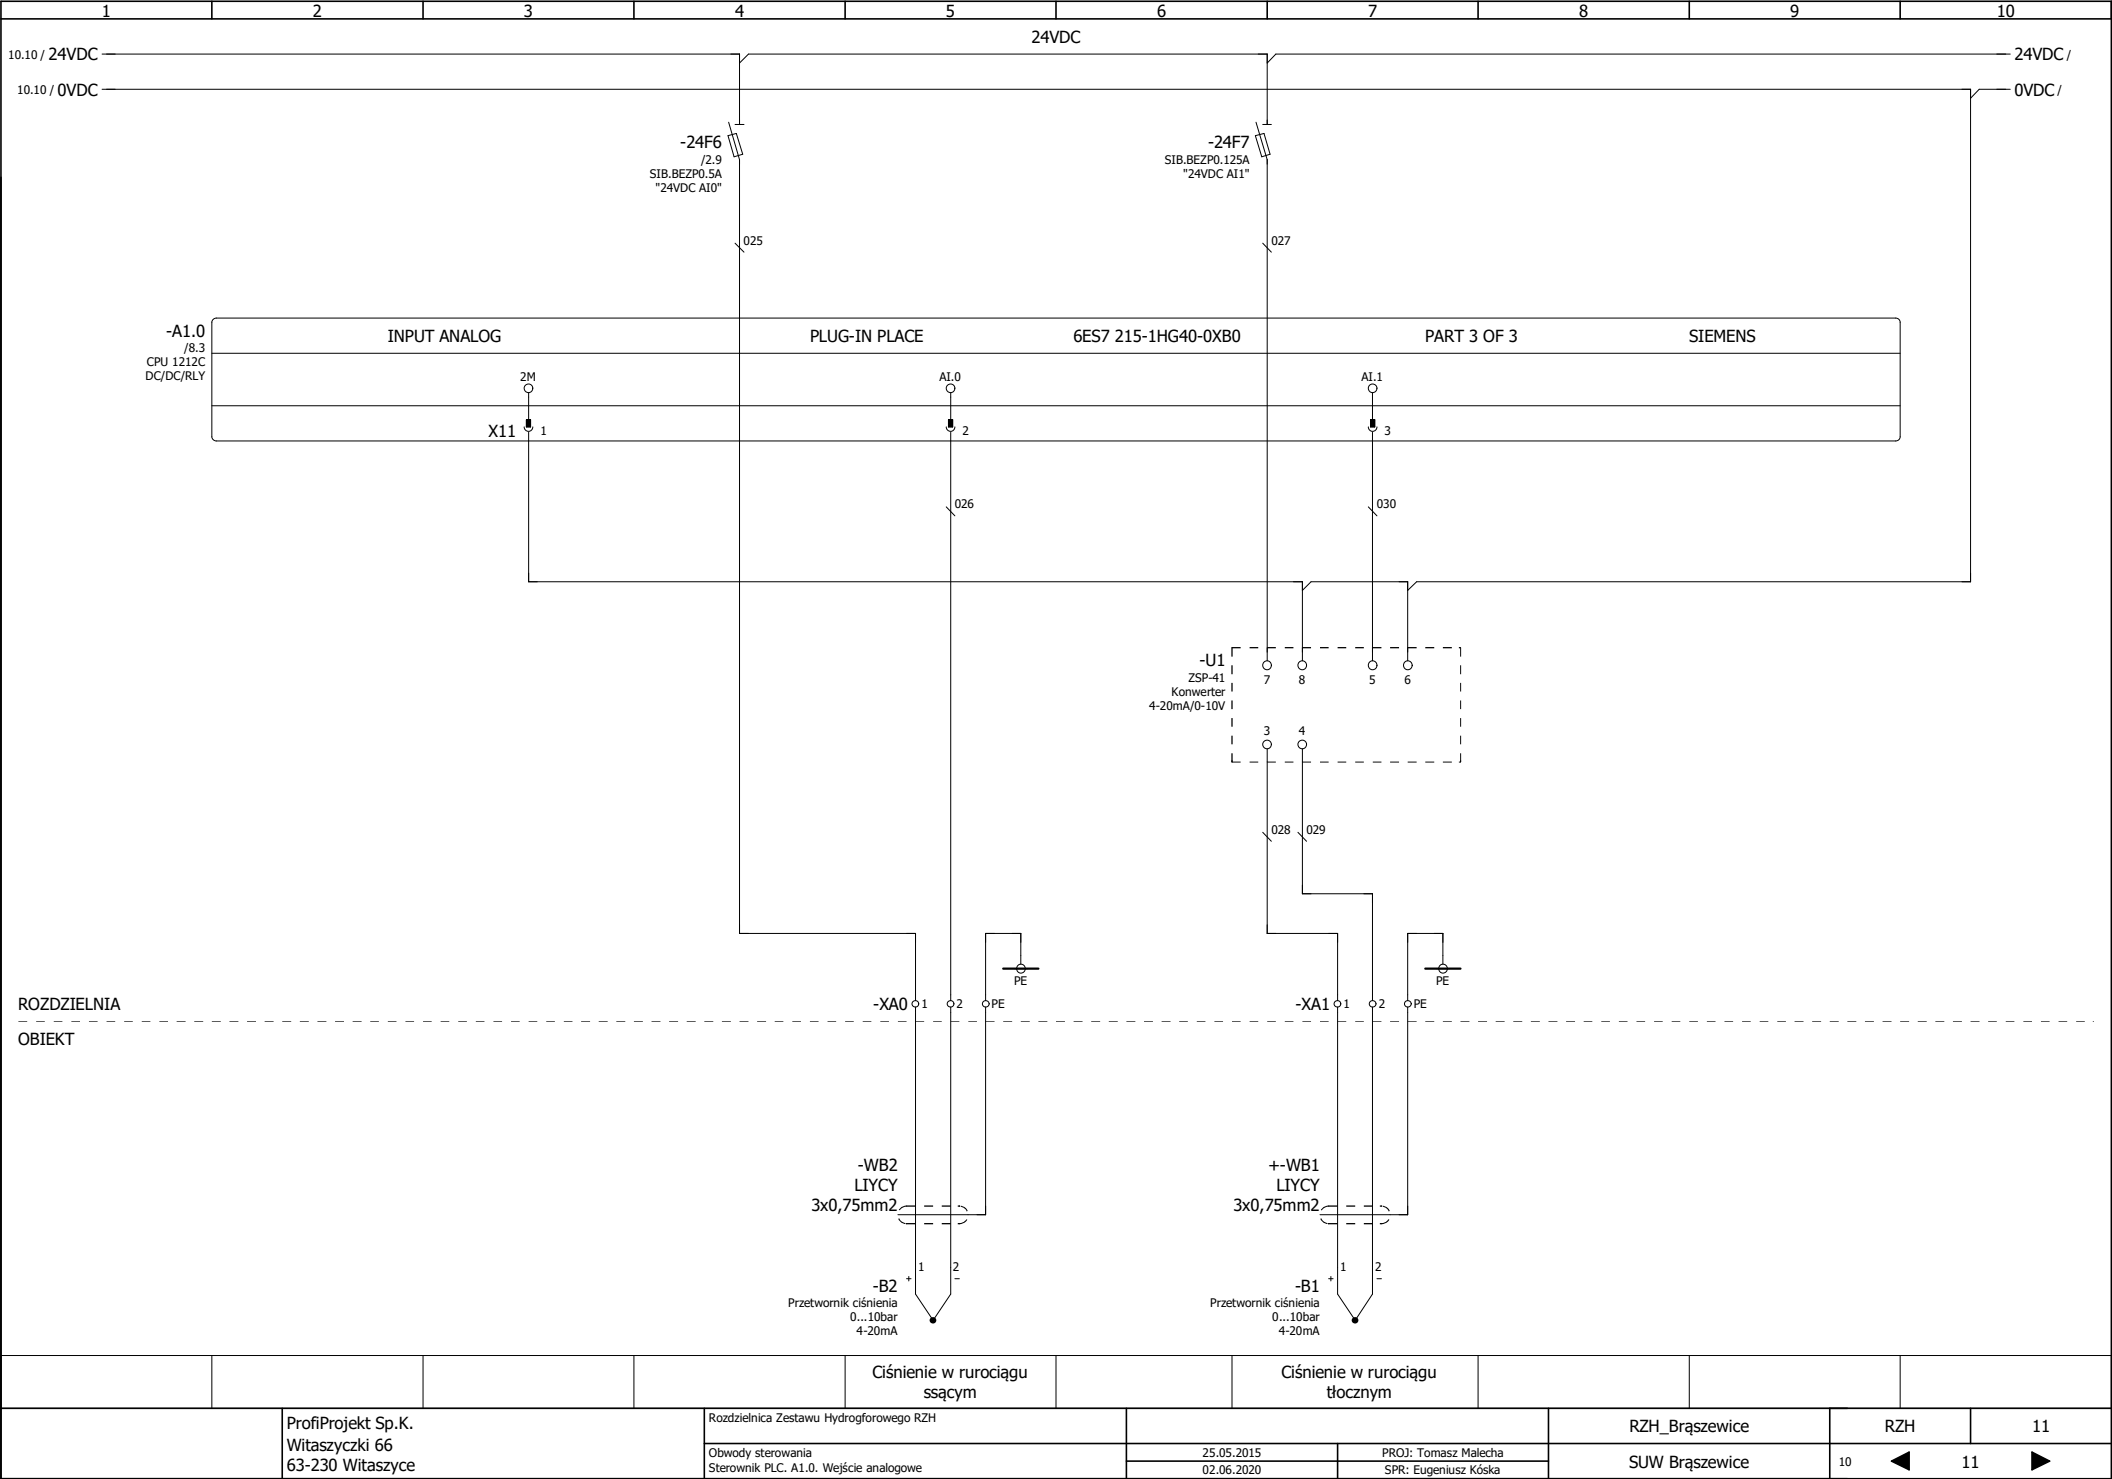 1 2 3 4 5 6 7 8 9 10
24VDC
10.10 / 24VDC
24VDC /
10.10 / 0VDC
0VDC /
-24F6
/2.9
SIB.BEZP0.5A
"24VDC AI0"
-24F7
SIB.BEZP0.125A
"24VDC AI1"
025
027
-A1.0
/8.3
CPU 1212C
DC/DC/RLY
INPUT ANALOG PLUG-IN PLACE 6ES7 215-1HG40-0XB0 PART 3 OF 3 SIEMENS
2M AI.0 AI.1
X11 1 2 3
026
030
-U1
ZSP-41
Konwerter
4-20mA/0-10V
7 8 5 6
3 4
028 029
PE
PE
ROZDZIELNIA
-XA0 1 2 PE
-XA1 1 2 PE
OBIEKT
-WB2
LIYCY
3x0,75mm2
+-WB1
LIYCY
3x0,75mm2
1 2
+ -
-B2
Przetwornik ciśnienia
0...10bar
4-20mA
1 2
+ -
-B1
Przetwornik ciśnienia
0...10bar
4-20mA
Ciśnienie w rurociągu
ssącym
Ciśnienie w rurociągu
tłocznym
ProfiProjekt Sp.K.
Witaszyczki 66
63-230 Witaszyce
Rozdzielnica Zestawu Hydrogforowego RZH
Obwody sterowania
Sterownik PLC. A1.0. Wejście analogowe
25.05.2015
02.06.2020
PROJ: Tomasz Malecha
SPR: Eugeniusz Kóska
RZH_Brąszewice
SUW Brąszewice
RZH 11
10 11